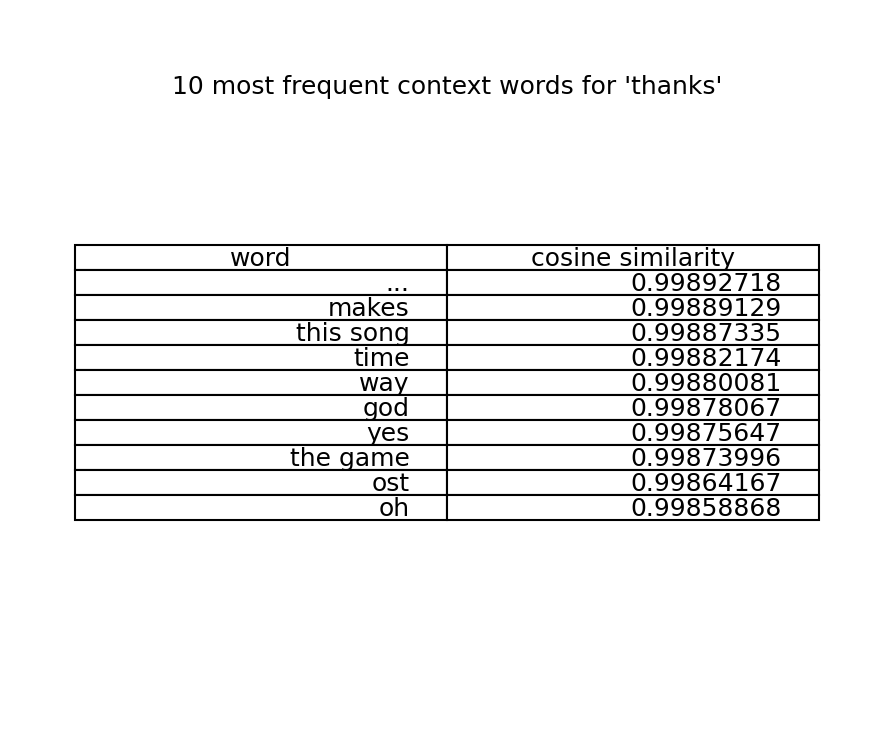 10 most frequent context words for 'thanks'
word cosine similarity
... 0.99892718
makes 0.99889129
this song 0.99887335
time 0.99882174
way 0.99880081
god 0.99878067
yes 0.99875647
the game 0.99873996
ost 0.99864167
oh 0.99858868